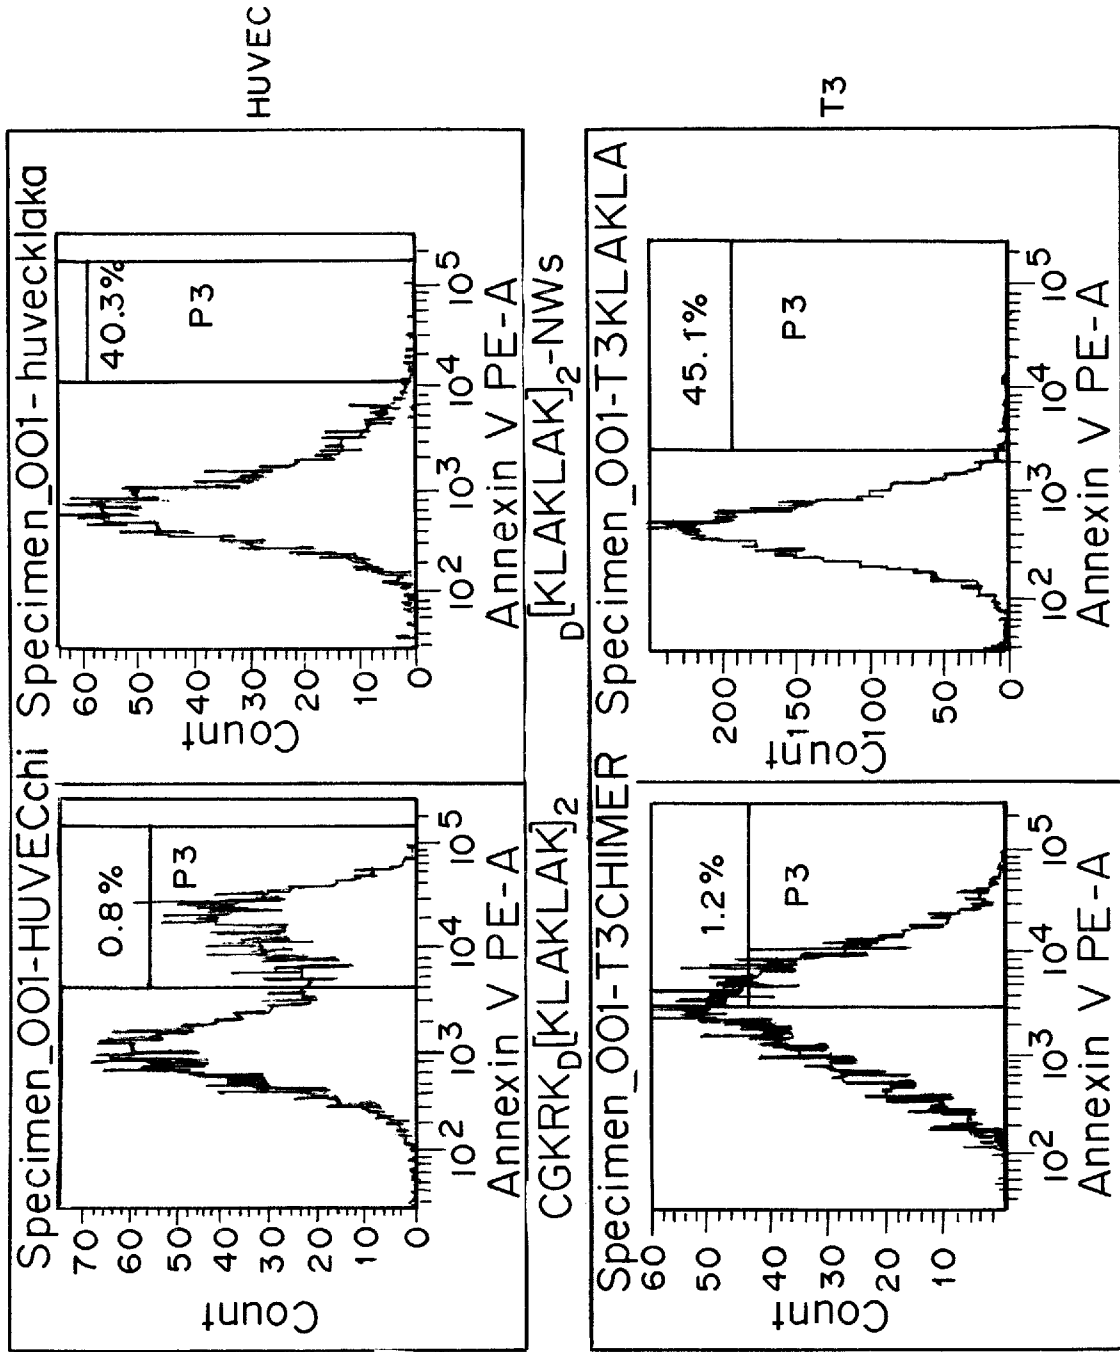 HUVEC
Specimen_001-HUVECchi
Specimen_001-huvecklaka
Count
70
60
50
40
30
20
10
0
0.8%
P3
10² 10³ 10⁴ 10⁵
Annexin V PE-A
Count
60
50
40
30
20
10
0
40.3%
P3
10² 10³ 10⁴ 10⁵
Annexin V PE-A
CGKRK_D[KLAKLAK]₂
_D[KLAKLAK]₂-NWs
T3
Specimen_001-T3CHIMER
Specimen_001-T3KLAKLA
Count
60
50
40
30
20
10
1.2%
P3
10² 10³ 10⁴ 10⁵
Annexin V PE-A
Count
200
150
100
50
0
45.1%
P3
10² 10³ 10⁴ 10⁵
Annexin V PE-A